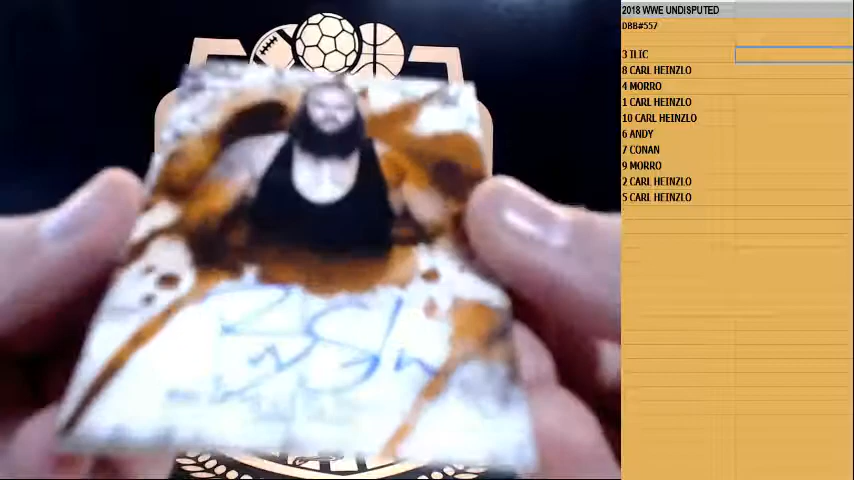 2018 WWE UNDISPUTED
DBB#557
3 ILIC
8 CARL HEINZLO
4 MORRO
1 CARL HEINZLO
10 CARL HEINZLO
6 ANDY
7 CONAN
9 MORRO
2 CARL HEINZLO
5 CARL HEINZLO